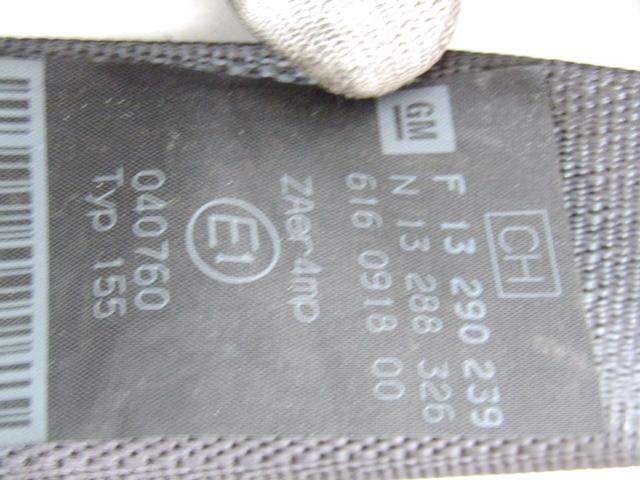 CH
F 13 290 239
GM
N 13 288 326
616 0918 00
ZAer4mp
E1
040760
Typ 155